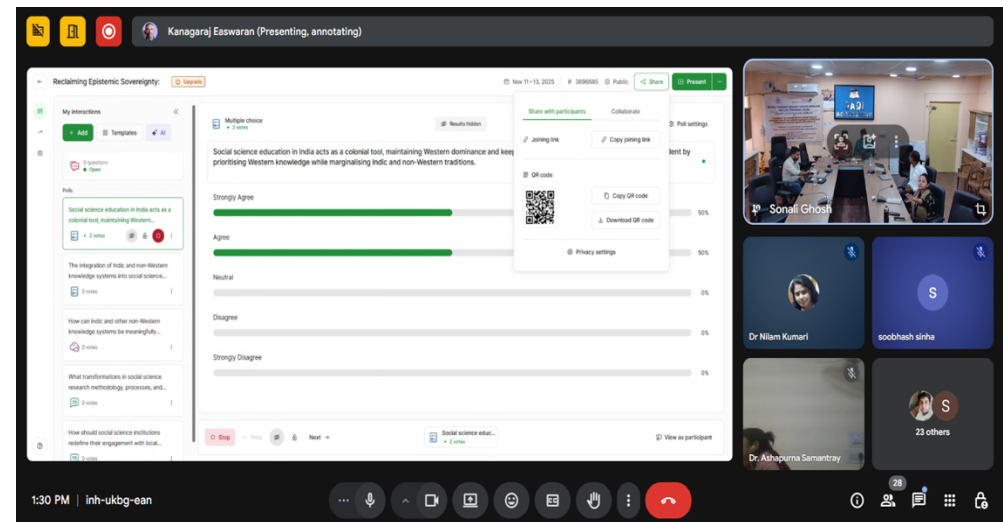 Kanagaraj Easwaran (Presenting, annotating)
Reclaiming Epistemic Sovereignty:
Upgrade
Nov 11-13, 2025
# 3696685
Public
Share
Present
My interactions
+ Add
Templates
AI
0 questions
Open
Polls
Social science education in India acts as a
colonial tool, maintaining Western...
2 votes
The integration of Indic and non-Western
knowledge systems into social science...
0 votes
How can Indic and other non-Western
knowledge systems be meaningfully...
0 votes
What transformations in social science
research methodology, processes, and...
0 votes
How should social science institutions
redefine their engagement with local...
0 votes
Multiple choice
2 votes
Results hidden
Poll settings
Social science education in India acts as a colonial tool, maintaining Western dominance and keep
lent by
prioritising Western knowledge while marginalising Indic and non-Western traditions.
Strongly Agree
50%
Agree
50%
Neutral
0%
Disagree
0%
Strongly Disagree
0%
Share with participants
Collaborate
Joining link
Copy joining link
QR code
Copy QR code
Download QR code
Privacy settings
Stop
Prev
Next →
Social science educ...
2 votes
View as participant
Sonali Ghosh
Dr Nilam Kumari
S
soobhash sinha
Dr. Ashapurna Samantray
S
23 others
1:30 PM | inh-ukbg-ean
28